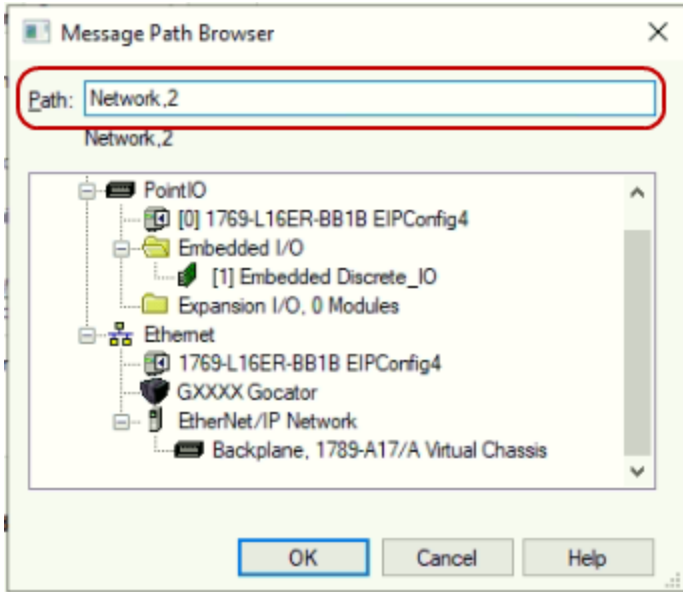 Message Path Browser
Path: Network,2
Network,2
PointIO
[0] 1769-L16ER-BB1B EIPConfig4
Embedded I/O
[1] Embedded Discrete_IO
Expansion I/O, 0 Modules
Ethernet
1769-L16ER-BB1B EIPConfig4
GXXXX Gocator
EtherNet/IP Network
Backplane, 1789-A17/A Virtual Chassis
OK Cancel Help